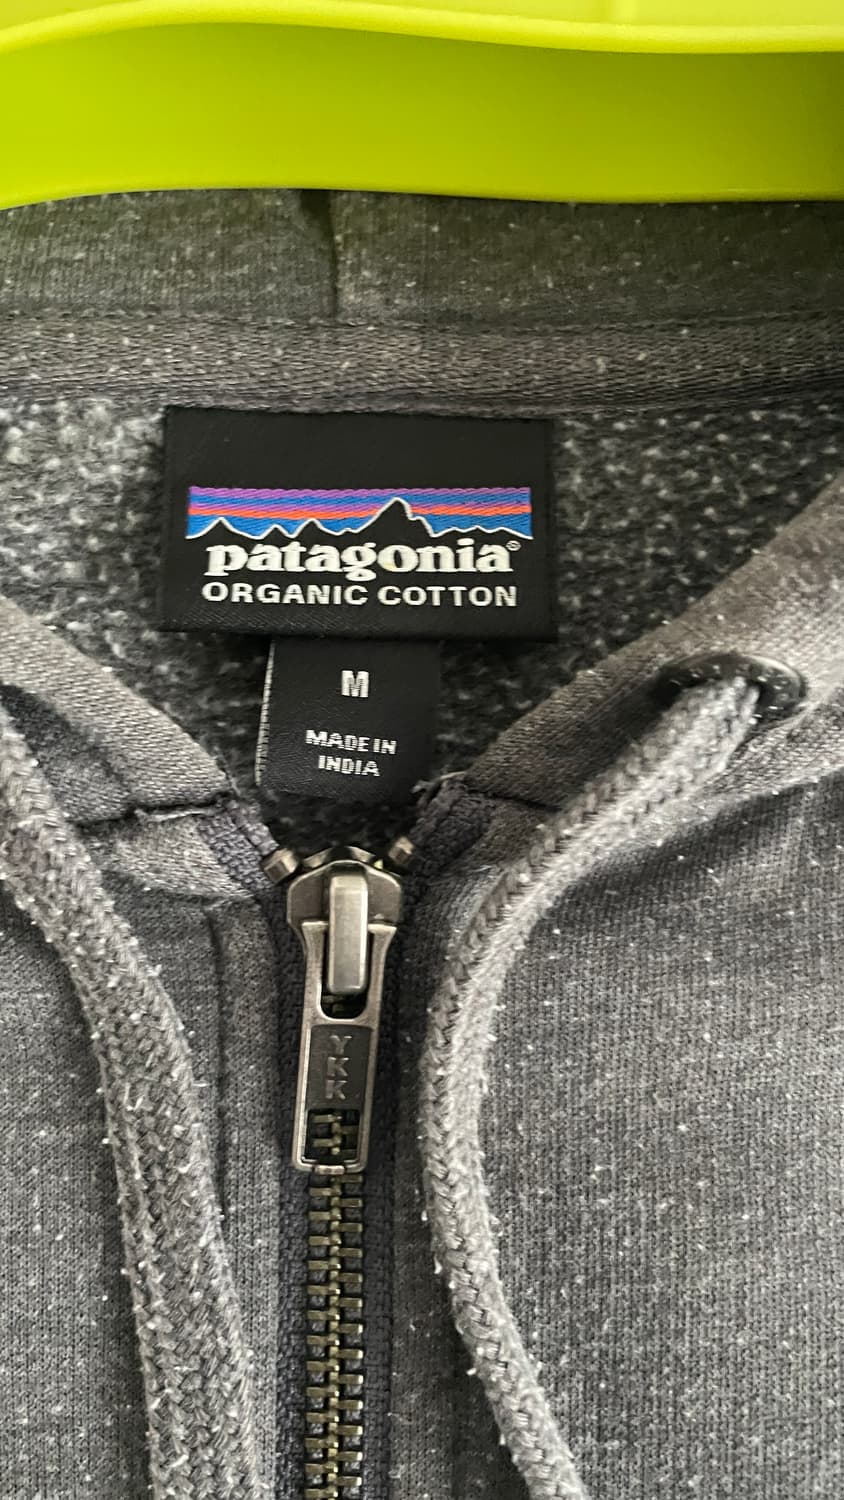 patagonia®
ORGANIC COTTON
M
MADE IN
INDIA
YKK